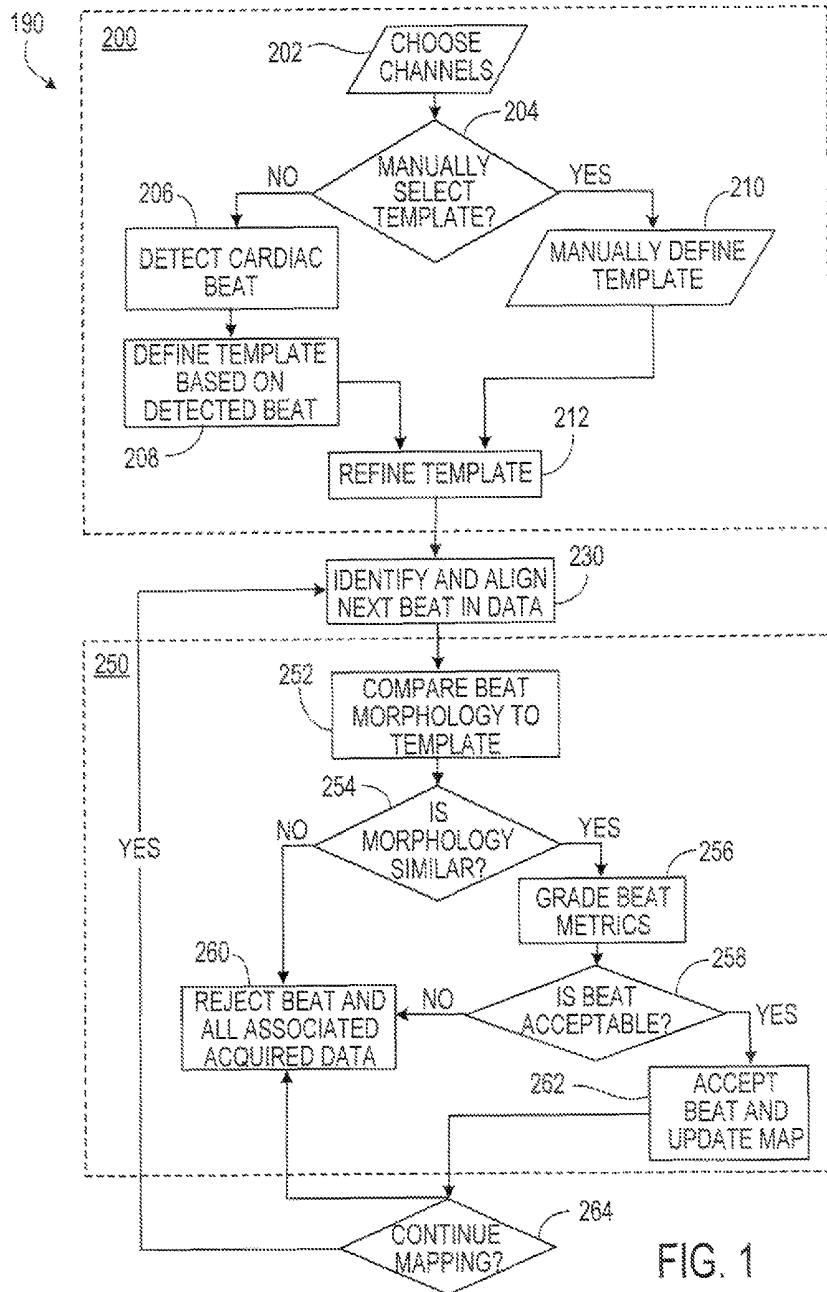 190
200
202
CHOOSE
CHANNELS
204
MANUALLY
SELECT
TEMPLATE?
NO
YES
206
DETECT CARDIAC
BEAT
210
MANUALLY DEFINE
TEMPLATE
DEFINE TEMPLATE
BASED ON
DETECTED BEAT
208
212
REFINE TEMPLATE
230
IDENTIFY AND ALIGN
NEXT BEAT IN DATA
250
252
COMPARE BEAT
MORPHOLOGY TO
TEMPLATE
254
IS
MORPHOLOGY
SIMILAR?
NO
YES
YES
256
GRADE BEAT
METRICS
258
IS BEAT
ACCEPTABLE?
NO
YES
260
REJECT BEAT AND
ALL ASSOCIATED
ACQUIRED DATA
262
ACCEPT
BEAT AND
UPDATE MAP
264
CONTINUE
MAPPING?
FIG. 1